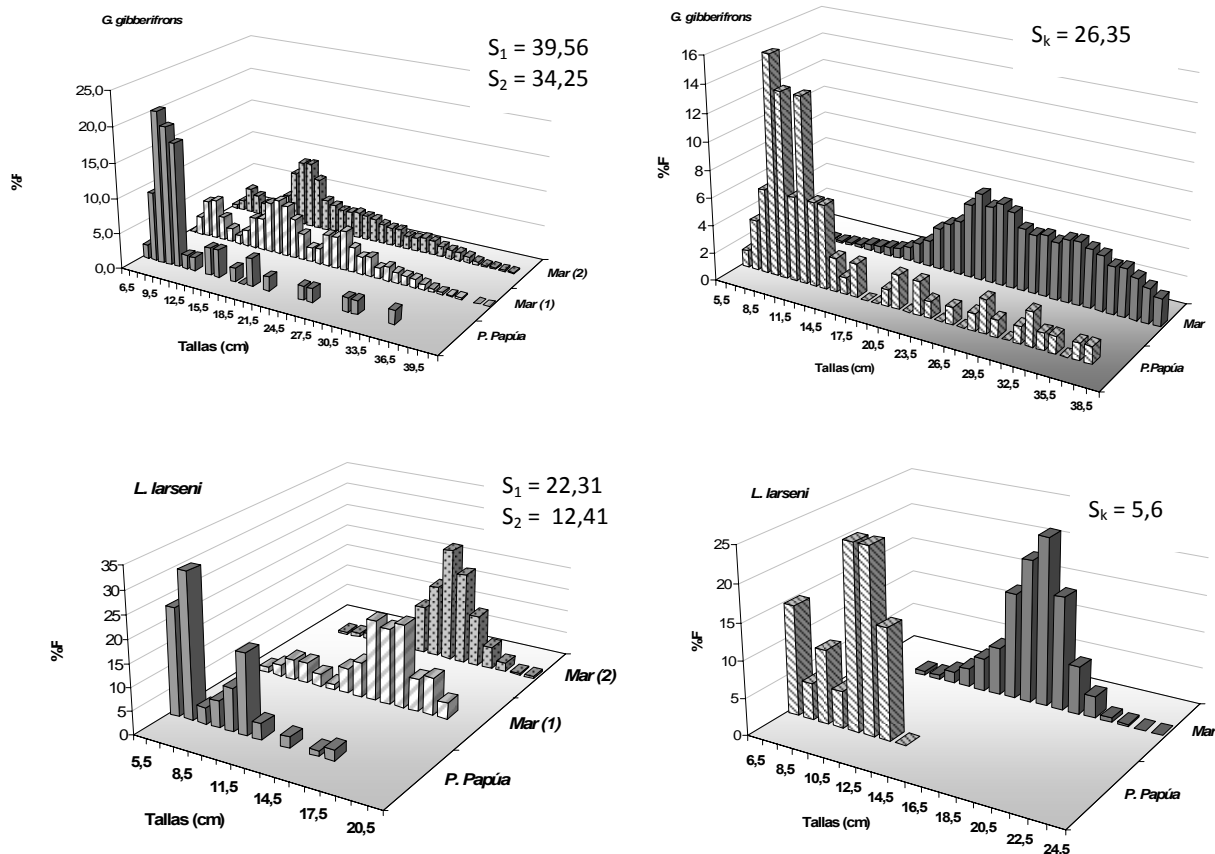 G. gibberifrons
S1 = 39,56
S2 = 34,25
25,0
20,0
15,0
10,0
5,0
0,0
%F
6,5
9,5
12,5
15,5
18,5
21,5
24,5
27,5
30,5
33,5
36,5
39,5
Tallas (cm)
P. Papúa
Mar (1)
Mar (2)
G. gibberifrons
Sk = 26,35
16
14
12
10
8
6
4
2
0
%F
5,5
8,5
11,5
14,5
17,5
20,5
23,5
26,5
29,5
32,5
35,5
38,5
Tallas (cm)
P.Papúa
Mar
L. larseni
S1 = 22,31
S2 = 12,41
35
30
25
20
15
10
5
0
%F
5,5
8,5
11,5
14,5
17,5
20,5
Tallas (cm)
P. Papúa
Mar (1)
Mar (2)
L. larseni
Sk = 5,6
25
20
15
10
5
0
%F
6,5
8,5
10,5
12,5
14,5
16,5
18,5
20,5
22,5
24,5
Tallas (cm)
P. Papúa
Mar